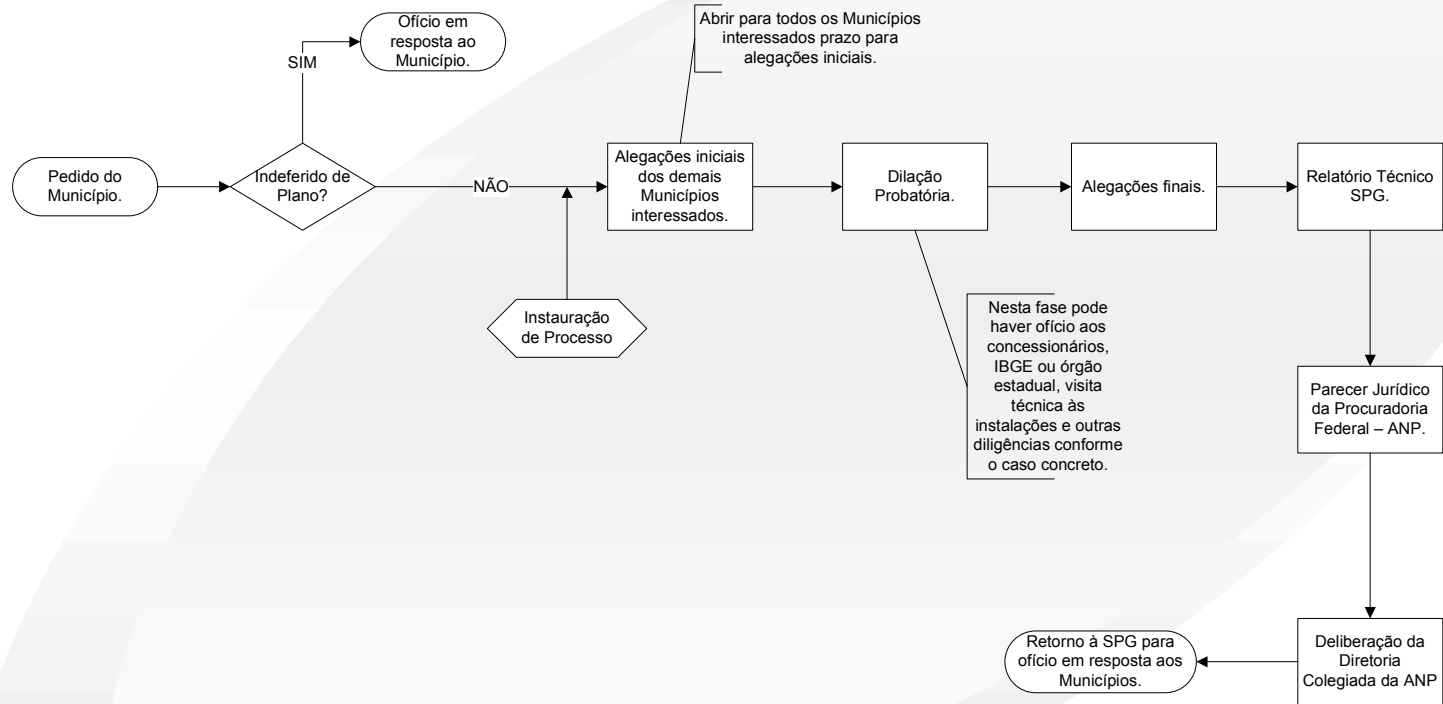 Ofício em
resposta ao
Município.
SIM
Abrir para todos os Municípios
interessados prazo para
alegações iniciais.
Pedido do
Município.
Indeferido de
Plano?
NÃO
Alegações iniciais
dos demais
Municípios
interessados.
Dilação
Probatória.
Alegações finais.
Relatório Técnico
SPG.
Instauração
de Processo
Nesta fase pode
haver ofício aos
concessionários,
IBGE ou órgão
estadual, visita
técnica às
instalações e outras
diligências conforme
o caso concreto.
Parecer Jurídico
da Procuradoria
Federal – ANP.
Deliberação da
Diretoria
Colegiada da ANP
Retorno à SPG para
ofício em resposta aos
Municípios.